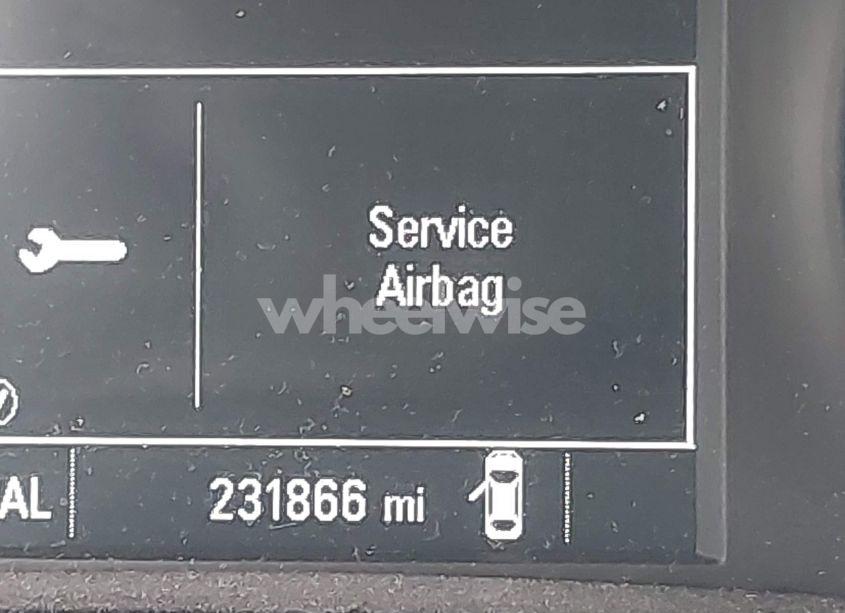 Service
Airbag
wheelwise
AL
231866 mi